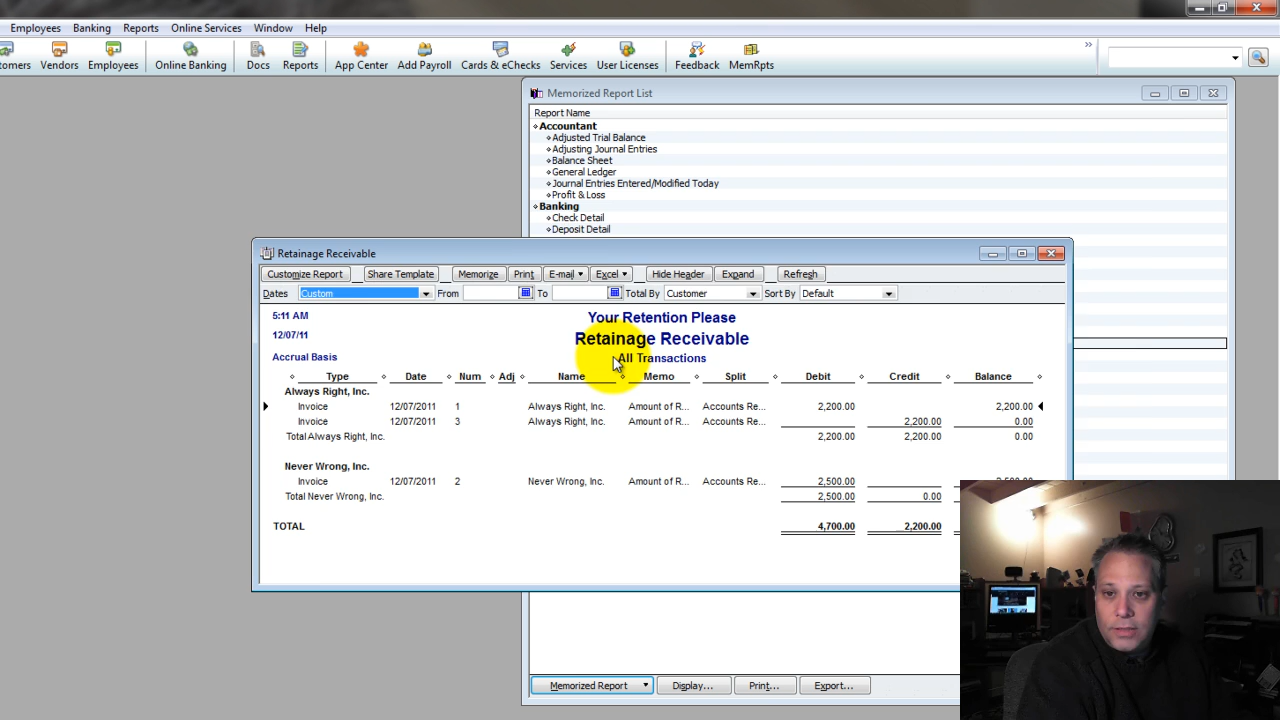 Employees Banking Reports Online Services Window Help
Vendors Employees Online Banking Docs Reports App Center Add Payroll Cards & eChecks Services User Licenses Feedback MemRpts
Memorized Report List
Report Name
Accountant
Adjusted Trial Balance
Adjusting Journal Entries
Balance Sheet
General Ledger
Journal Entries Entered/Modified Today
Profit & Loss
Banking
Check Detail
Deposit Detail
Retainage Receivable
Customize Report Share Template Memorize Print E-mail Excel Hide Header Expand Refresh
Dates Custom From To Total By Customer Sort By Default
5:11 AM Your Retention Please
12/07/11 Retainage Receivable
Accrual Basis All Transactions
Type Date Num Adj Name Memo Split Debit Credit Balance
Always Right, Inc.
Invoice 12/07/2011 1 Always Right, Inc. Amount of R... Accounts Re... 2,200.00 2,200.00
Invoice 12/07/2011 3 Always Right, Inc. Amount of R... Accounts Re... 2,200.00 0.00
Total Always Right, Inc. 2,200.00 2,200.00 0.00
Never Wrong, Inc.
Invoice 12/07/2011 2 Never Wrong, Inc. Amount of R... Accounts Re... 2,500.00
Total Never Wrong, Inc. 2,500.00 0.00
TOTAL 4,700.00 2,200.00
Memorized Report Display... Print... Export...